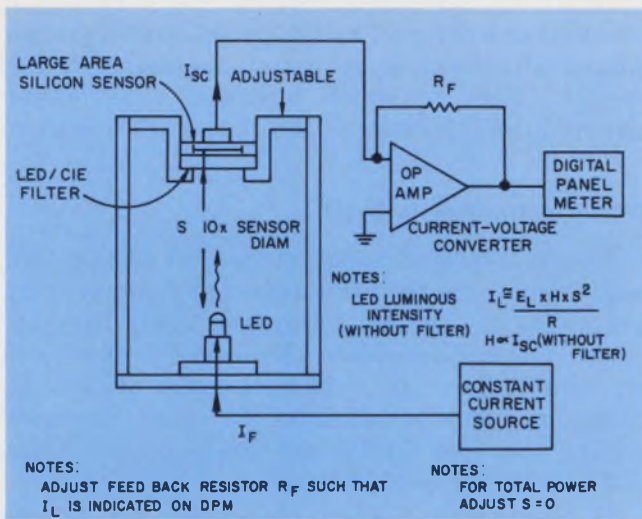 LARGE AREA
SILICON SENSOR
I_SC
ADJUSTABLE
LED/CIE
FILTER
S 10x SENSOR
DIAM
LED
I_F
R_F
OP
AMP
CURRENT-VOLTAGE
CONVERTER
DIGITAL
PANEL
METER
NOTES:
LED LUMINOUS
INTENSITY
(WITHOUT FILTER)
I_L ≅ E_L x H x S²
R
H ∝ I_SC (WITHOUT
FILTER)
CONSTANT
CURRENT
SOURCE
NOTES:
ADJUST FEED BACK RESISTOR R_F SUCH THAT
I_L IS INDICATED ON DPM
NOTES:
FOR TOTAL POWER
ADJUST S = 0